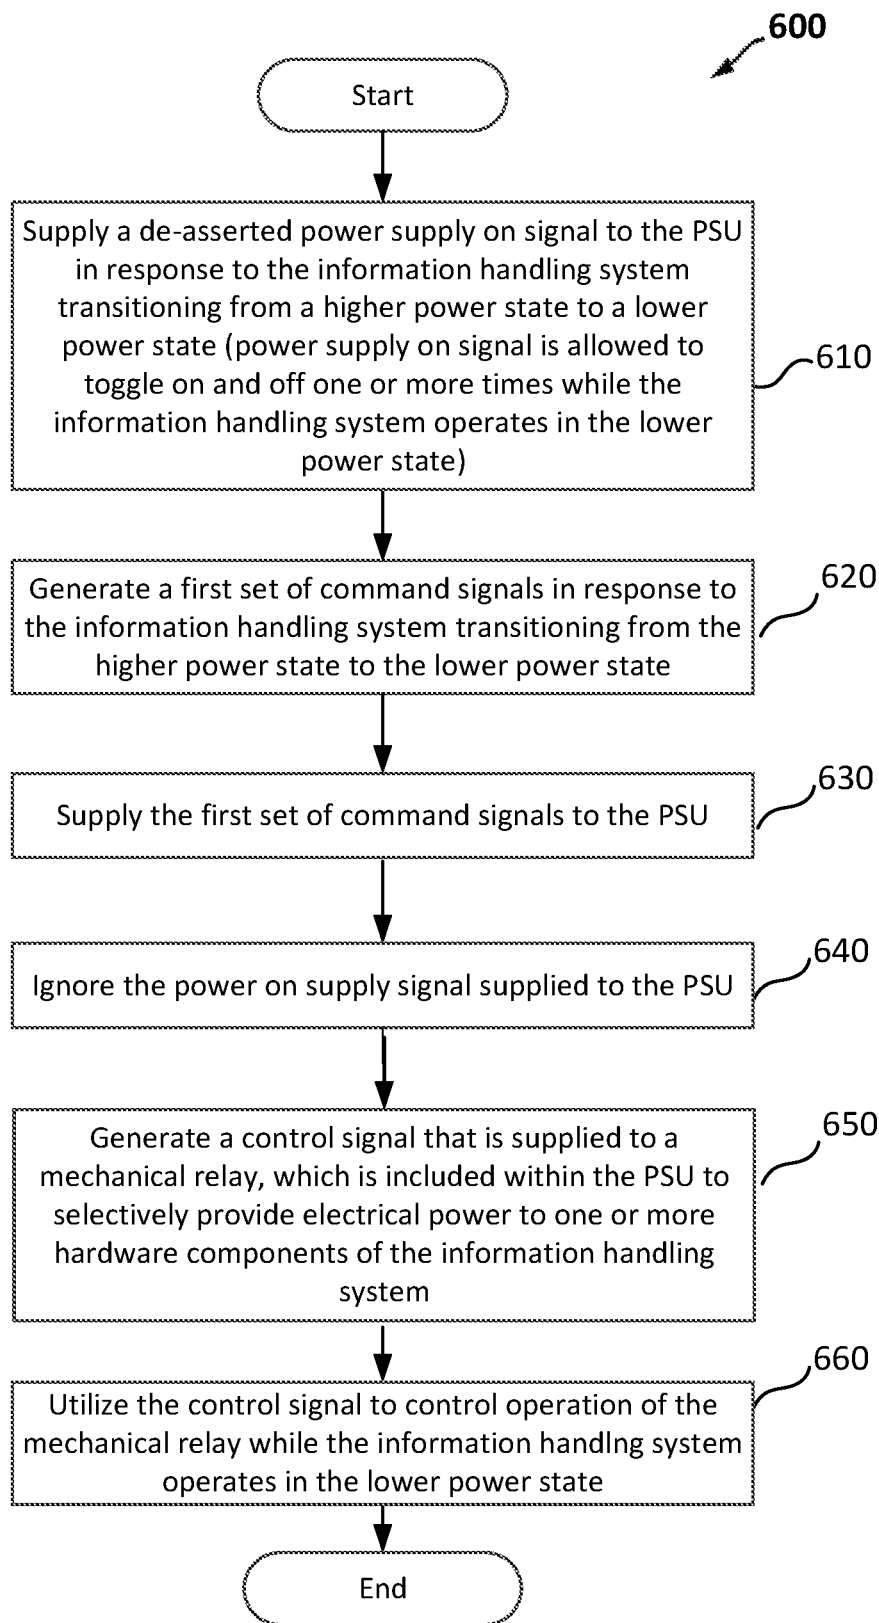 600
Start
Supply a de-asserted power supply on signal to the PSU
in response to the information handling system
transitioning from a higher power state to a lower
power state (power supply on signal is allowed to
toggle on and off one or more times while the
information handling system operates in the lower
power state)
610
Generate a first set of command signals in response to
the information handling system transitioning from the
higher power state to the lower power state
620
Supply the first set of command signals to the PSU
630
Ignore the power on supply signal supplied to the PSU
640
Generate a control signal that is supplied to a
mechanical relay, which is included within the PSU to
selectively provide electrical power to one or more
hardware components of the information handling
system
650
Utilize the control signal to control operation of the
mechanical relay while the information handlng system
operates in the lower power state
660
End